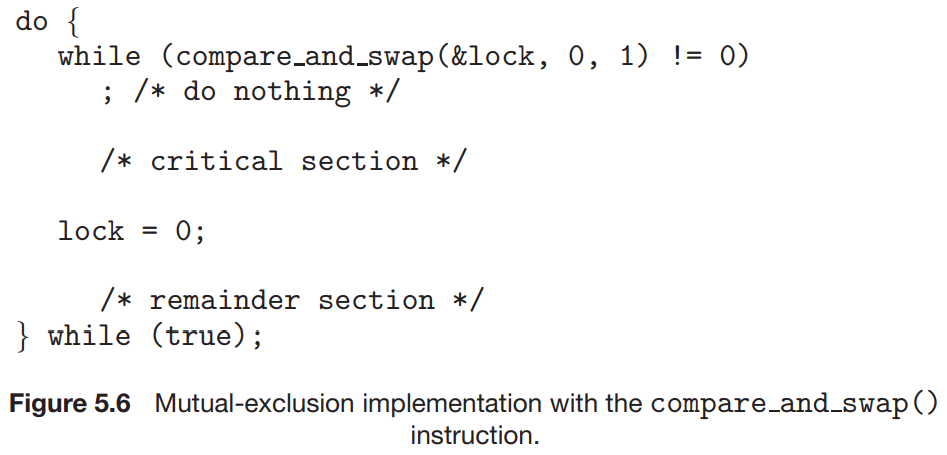 do {
while (compare_and_swap(&lock, 0, 1) != 0)
; /* do nothing */
/* critical section */
lock = 0;
/* remainder section */
} while (true);
Figure 5.6 Mutual-exclusion implementation with the compare_and_swap()
instruction.